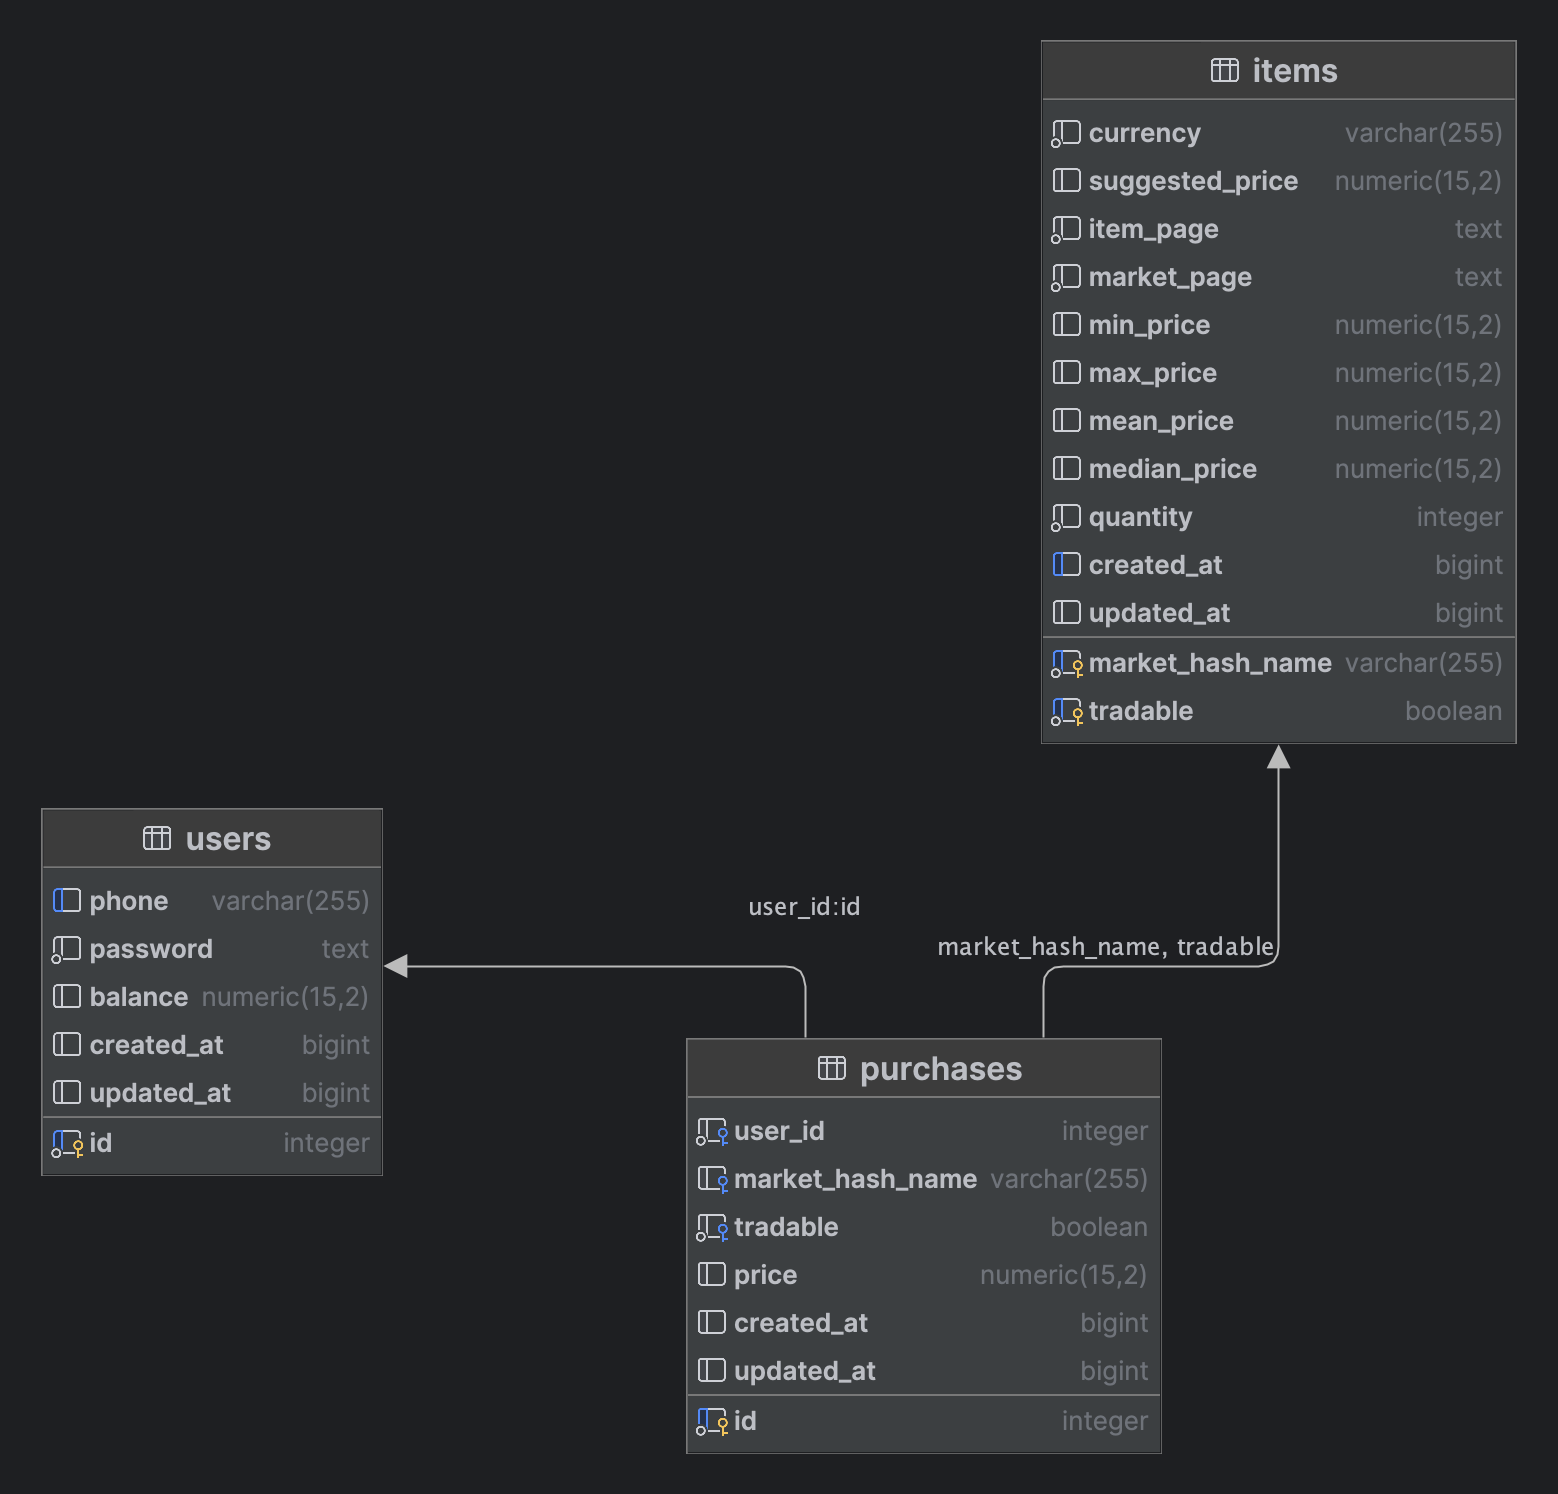 items
currency varchar(255)
suggested_price numeric(15,2)
item_page text
market_page text
min_price numeric(15,2)
max_price numeric(15,2)
mean_price numeric(15,2)
median_price numeric(15,2)
quantity integer
created_at bigint
updated_at bigint
market_hash_name varchar(255)
tradable boolean
users
phone varchar(255)
password text
balance numeric(15,2)
created_at bigint
updated_at bigint
id integer
user_id:id
market_hash_name, tradable
purchases
user_id integer
market_hash_name varchar(255)
tradable boolean
price numeric(15,2)
created_at bigint
updated_at bigint
id integer